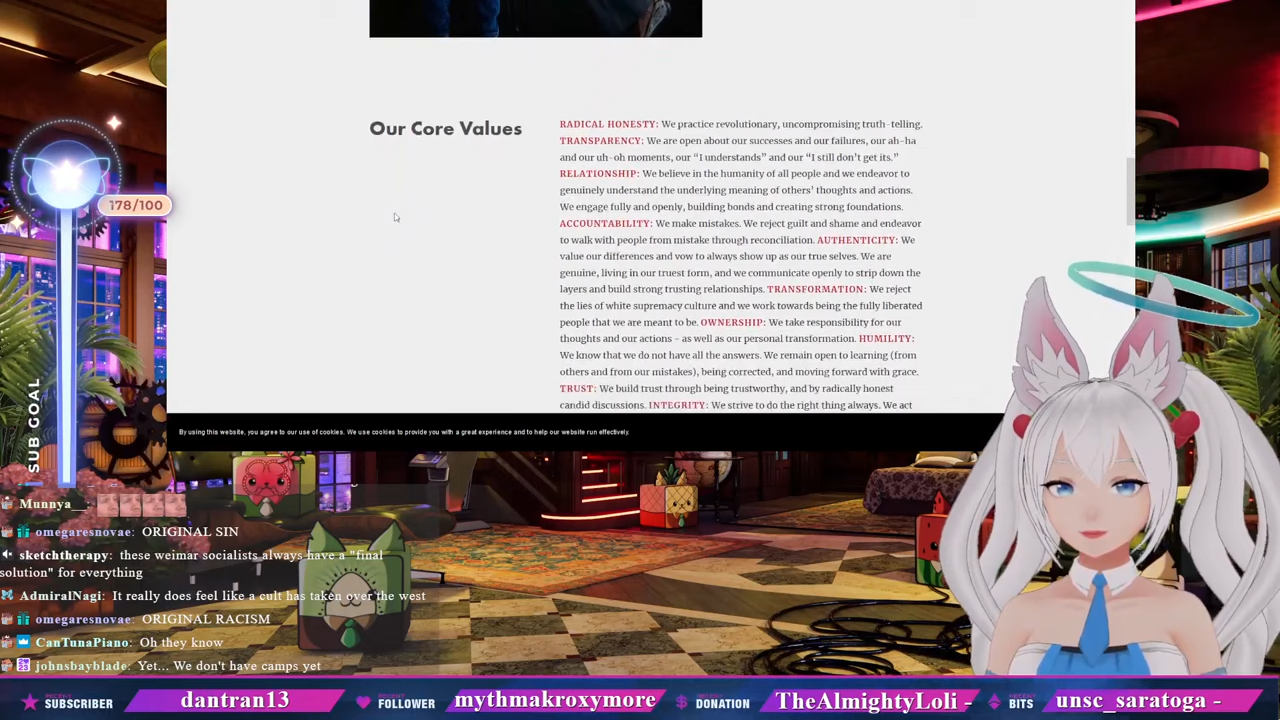 Our Core Values
RADICAL HONESTY: We practice revolutionary, uncompromising truth-telling.
TRANSPARENCY: We are open about our successes and our failures, our ah-ha
and our uh-oh moments, our “I understands” and our “I still don’t get its.”
RELATIONSHIP: We believe in the humanity of all people and we endeavor to
genuinely understand the underlying meaning of others’ thoughts and actions.
We engage fully and openly, building bonds and creating strong foundations.
ACCOUNTABILITY: We make mistakes. We reject guilt and shame and endeavor
to walk with people from mistake through reconciliation. AUTHENTICITY: We
value our differences and vow to always show up as our true selves. We are
genuine, living in our truest form, and we communicate openly to strip down the
layers and build strong trusting relationships. TRANSFORMATION: We reject
the lies of white supremacy culture and we work towards being the fully liberated
people that we are meant to be. OWNERSHIP: We take responsibility for our
thoughts and our actions - as well as our personal transformation. HUMILITY:
We know that we do not have all the answers. We remain open to learning (from
others and from our mistakes), being corrected, and moving forward with grace.
TRUST: We build trust through being trustworthy, and by radically honest
candid discussions. INTEGRITY: We strive to do the right thing always. We act
By using this website, you agree to our use of cookies. We use cookies to provide you with a great experience and to help our website run effectively.
178/100
SUB GOAL
Munnya__:
omegaresnovae: ORIGINAL SIN
sketchtherapy: these weimar socialists always have a "final
solution" for everything
AdmiralNagi: It really does feel like a cult has taken over the west
omegaresnovae: ORIGINAL RACISM
CanTunaPiano: Oh they know
johnsbayblade: Yet... We don't have camps yet
RECENT SUBSCRIBER dantran13
RECENT FOLLOWER mythmakroxymore
RECENT DONATION TheAlmightyLoli -
RECENT BITS unsc_saratoga -